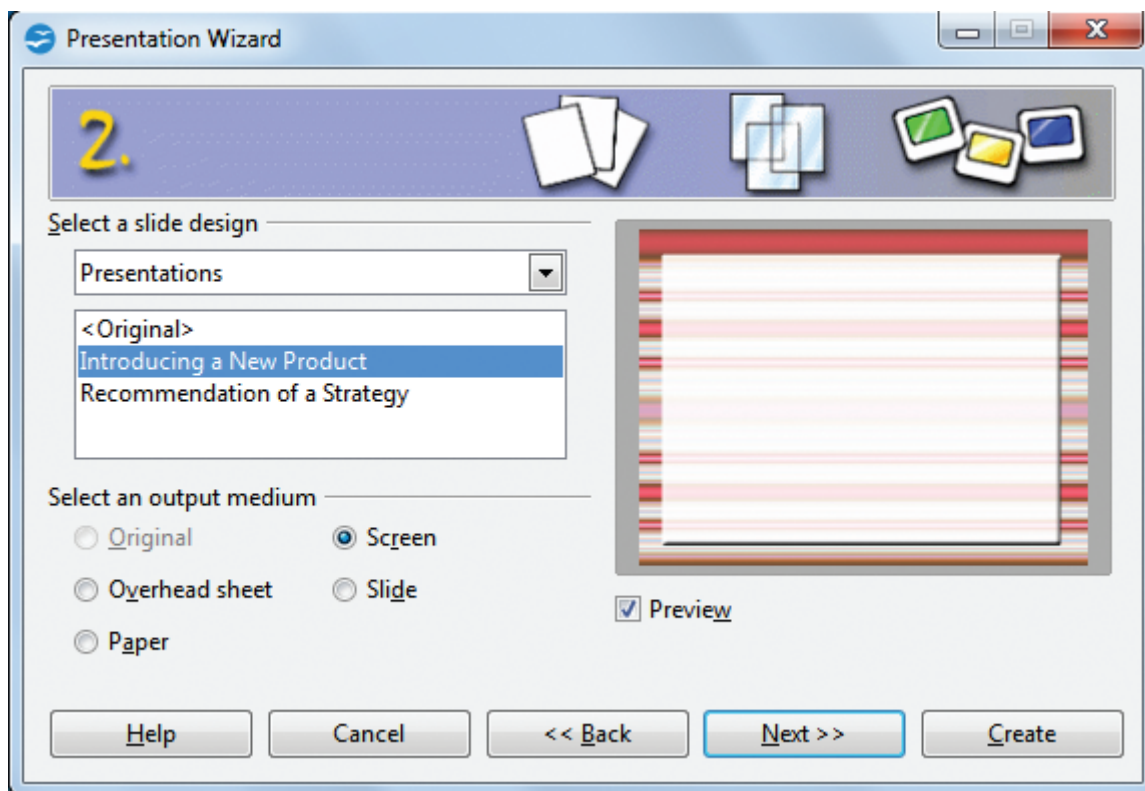 Presentation Wizard
2.
Select a slide design
Presentations
<Original>
Introducing a New Product
Recommendation of a Strategy
Select an output medium
Original
Screen
Overhead sheet
Slide
Paper
Preview
Help
Cancel
<< Back
Next >>
Create